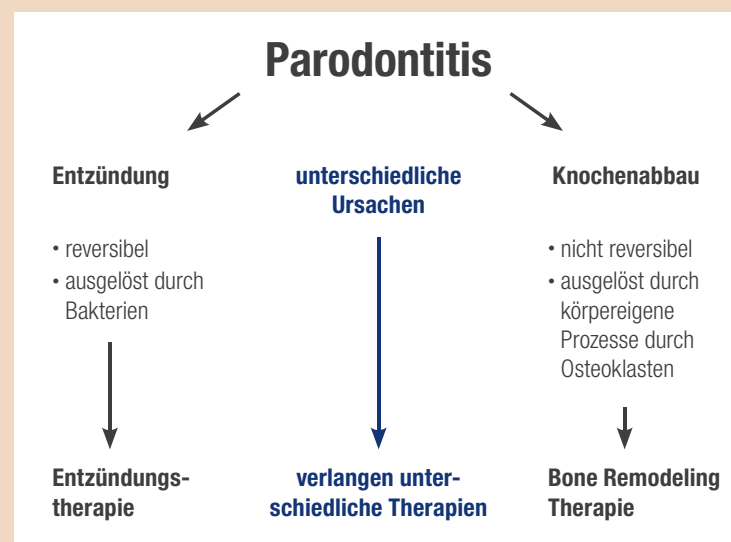 Parodontitis
Entzündung
• reversibel
• ausgelöst durch
Bakterien
Entzündungs-
therapie
unterschiedliche
Ursachen
verlangen unter-
schiedliche Therapien
Knochenabbau
• nicht reversibel
• ausgelöst durch
körpereigene
Prozesse durch
Osteoklasten
Bone Remodeling
Therapie